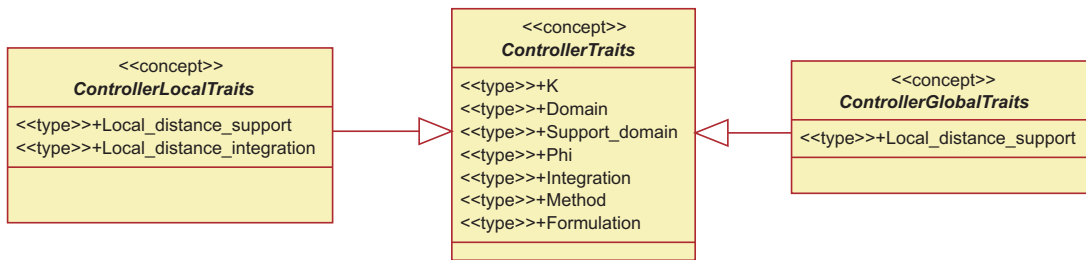 <<concept>>
ControllerLocalTraits
<<type>>+Local_distance_support
<<type>>+Local_distance_integration
<<concept>>
ControllerTraits
<<type>>+K
<<type>>+Domain
<<type>>+Support_domain
<<type>>+Phi
<<type>>+Integration
<<type>>+Method
<<type>>+Formulation
<<concept>>
ControllerGlobalTraits
<<type>>+Local_distance_support